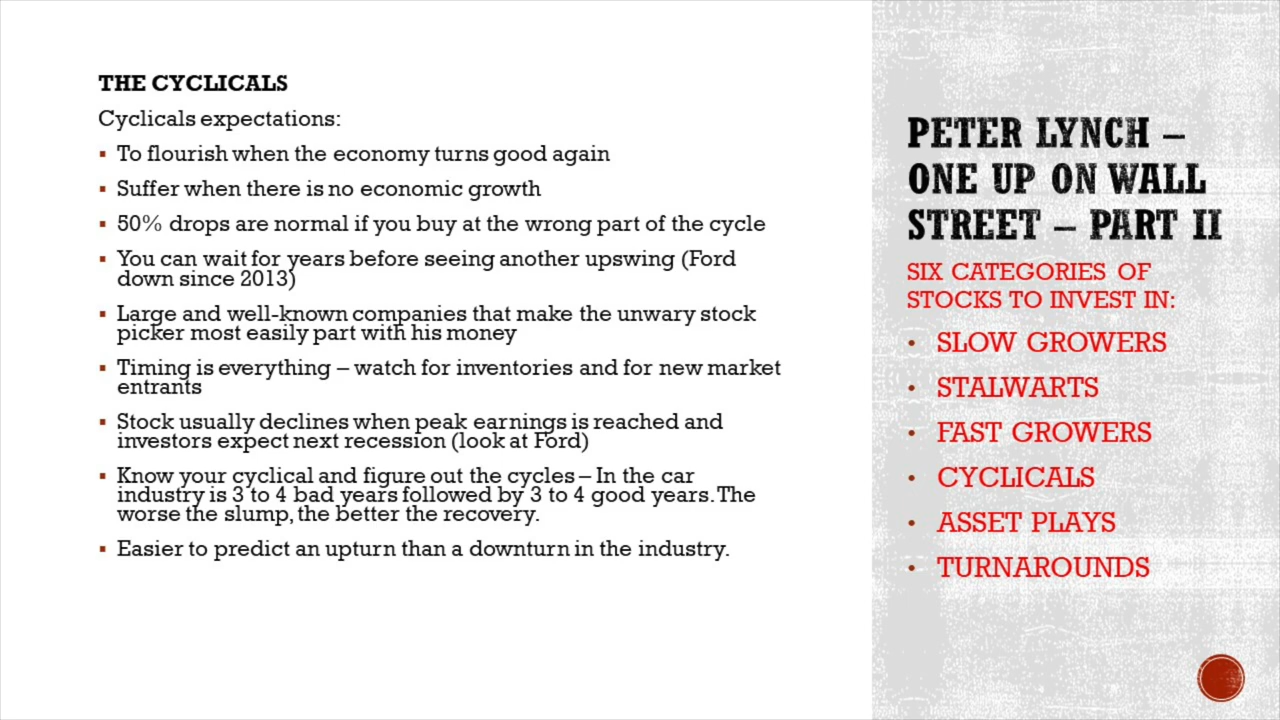 THE CYCLICALS
Cyclicals expectations:
▪ To flourish when the economy turns good again
▪ Suffer when there is no economic growth
▪ 50% drops are normal if you buy at the wrong part of the cycle
▪ You can wait for years before seeing another upswing (Ford
down since 2013)
▪ Large and well-known companies that make the unwary stock
picker most easily part with his money
▪ Timing is everything – watch for inventories and for new market
entrants
▪ Stock usually declines when peak earnings is reached and
investors expect next recession (look at Ford)
▪ Know your cyclical and figure out the cycles – In the car
industry is 3 to 4 bad years followed by 3 to 4 good years. The
worse the slump, the better the recovery.
▪ Easier to predict an upturn than a downturn in the industry.
PETER LYNCH –
ONE UP ON WALL
STREET – PART II
SIX CATEGORIES OF
STOCKS TO INVEST IN:
• SLOW GROWERS
• STALWARTS
• FAST GROWERS
• CYCLICALS
• ASSET PLAYS
• TURNAROUNDS